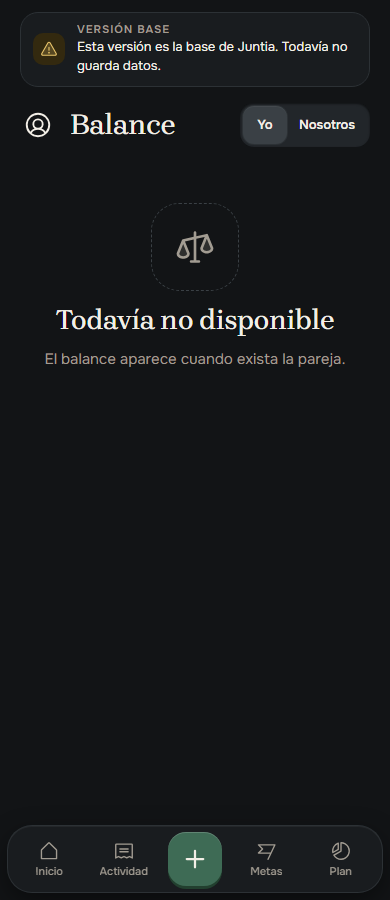 VERSIÓN BASE
Esta versión es la base de Juntia. Todavía no
guarda datos.
Balance
Yo
Nosotros
Todavía no disponible
El balance aparece cuando exista la pareja.
Inicio
Actividad
Metas
Plan